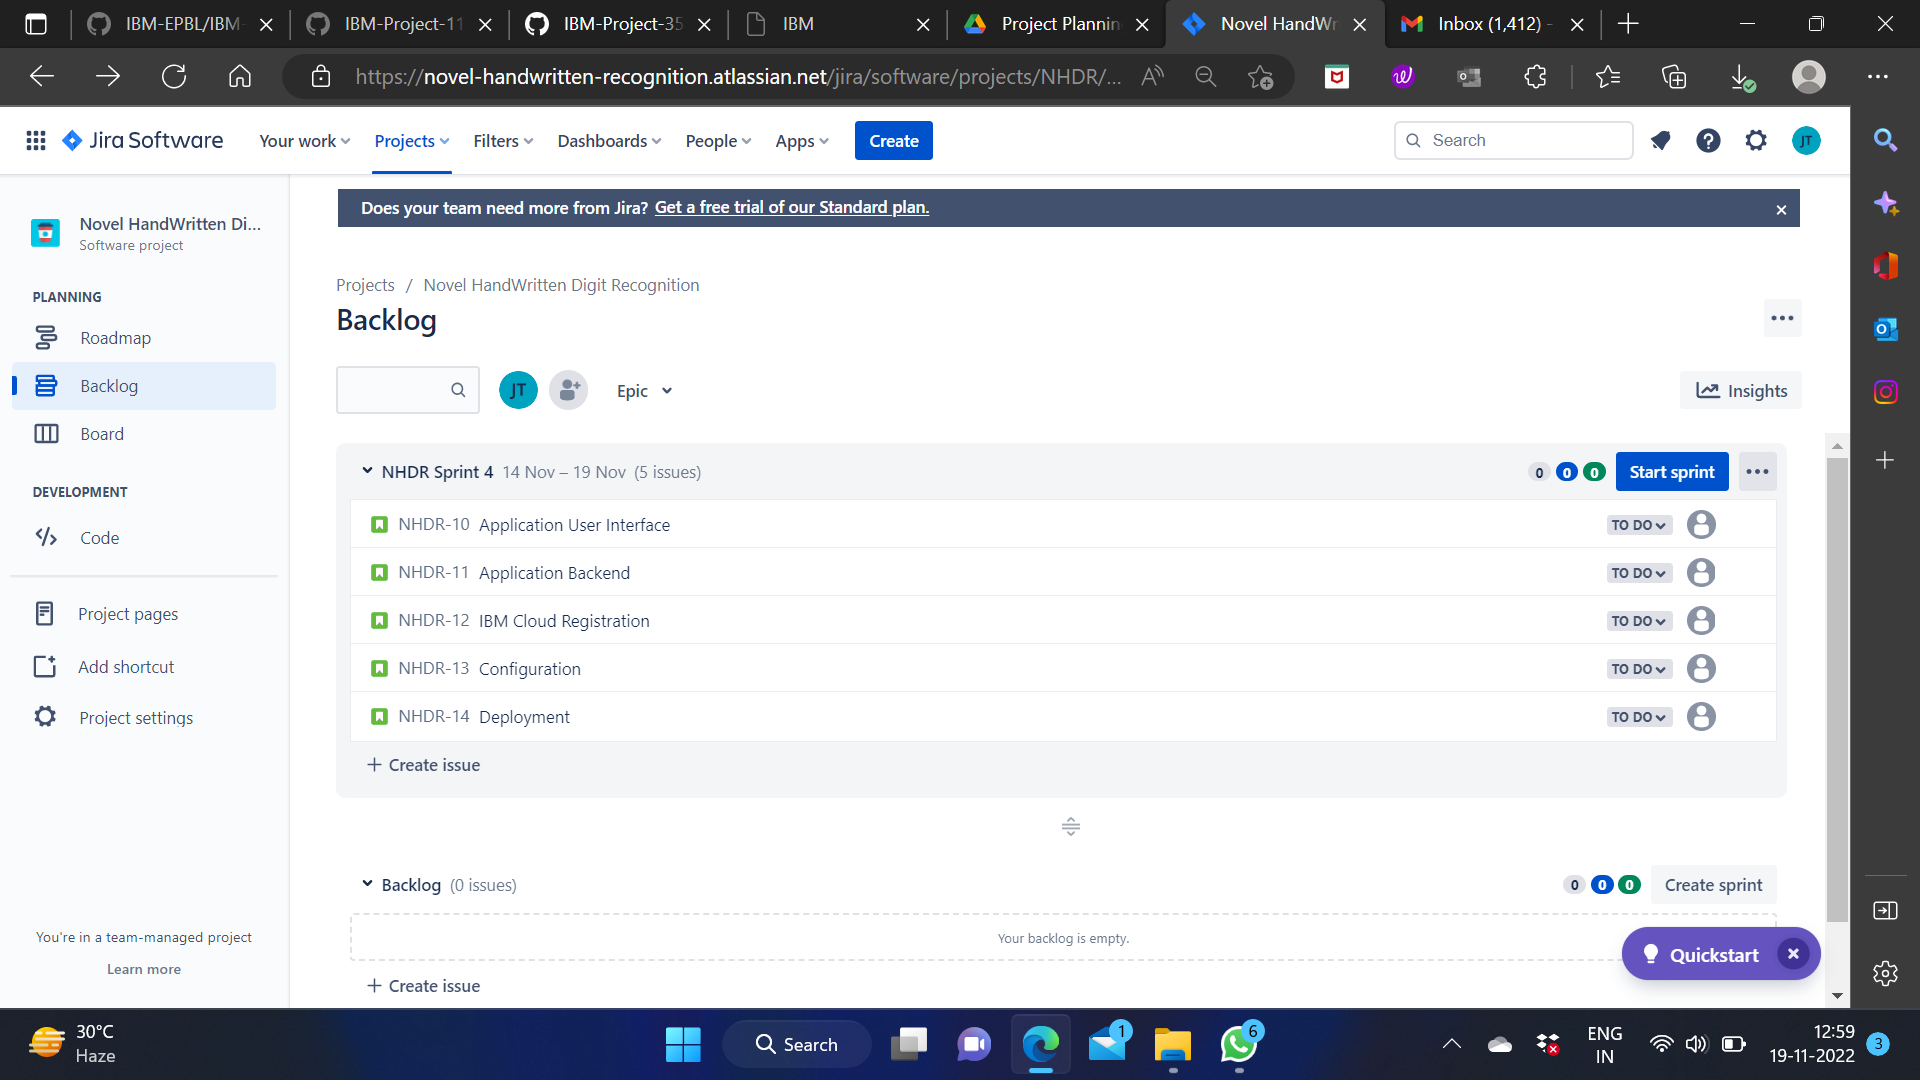 IBM-EPBL/IBM-
IBM-Project-11
IBM-Project-35
IBM
Project Plannin
Novel HandWr
Inbox (1,412) -
https://novel-handwritten-recognition.atlassian.net/jira/software/projects/NHDR/...
Jira Software
Your work
Projects
Filters
Dashboards
People
Apps
Create
Search
JT
Novel HandWritten Di...
Software project
Does your team need more from Jira? Get a free trial of our Standard plan.
PLANNING
Roadmap
Backlog
Board
DEVELOPMENT
Code
Project pages
Add shortcut
Project settings
You're in a team-managed project
Learn more
Projects / Novel HandWritten Digit Recognition
Backlog
JT
Epic
Insights
NHDR Sprint 4 14 Nov – 19 Nov (5 issues)
0 0 0 Start sprint
NHDR-10 Application User Interface TO DO
NHDR-11 Application Backend TO DO
NHDR-12 IBM Cloud Registration TO DO
NHDR-13 Configuration TO DO
NHDR-14 Deployment TO DO
+ Create issue
Backlog (0 issues)
0 0 0 Create sprint
Your backlog is empty.
Quickstart
+ Create issue
30°C
Haze
Search
1
6
ENG
IN
12:59
19-11-2022
3